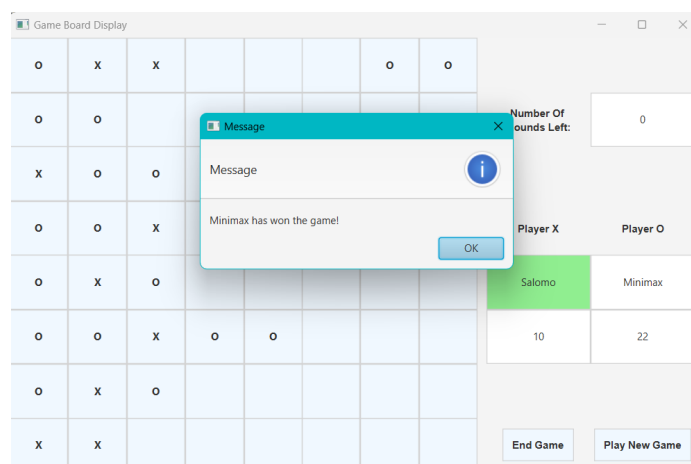 Game Board Display
O X X O O
O O
Message
Number Of
ounds Left:
0
X O O
Message
i
O O X
Minimax has won the game!
Player X Player O
OK
O X O
Salomo Minimax
O O X O O
10 22
O X O
X X
End Game Play New Game